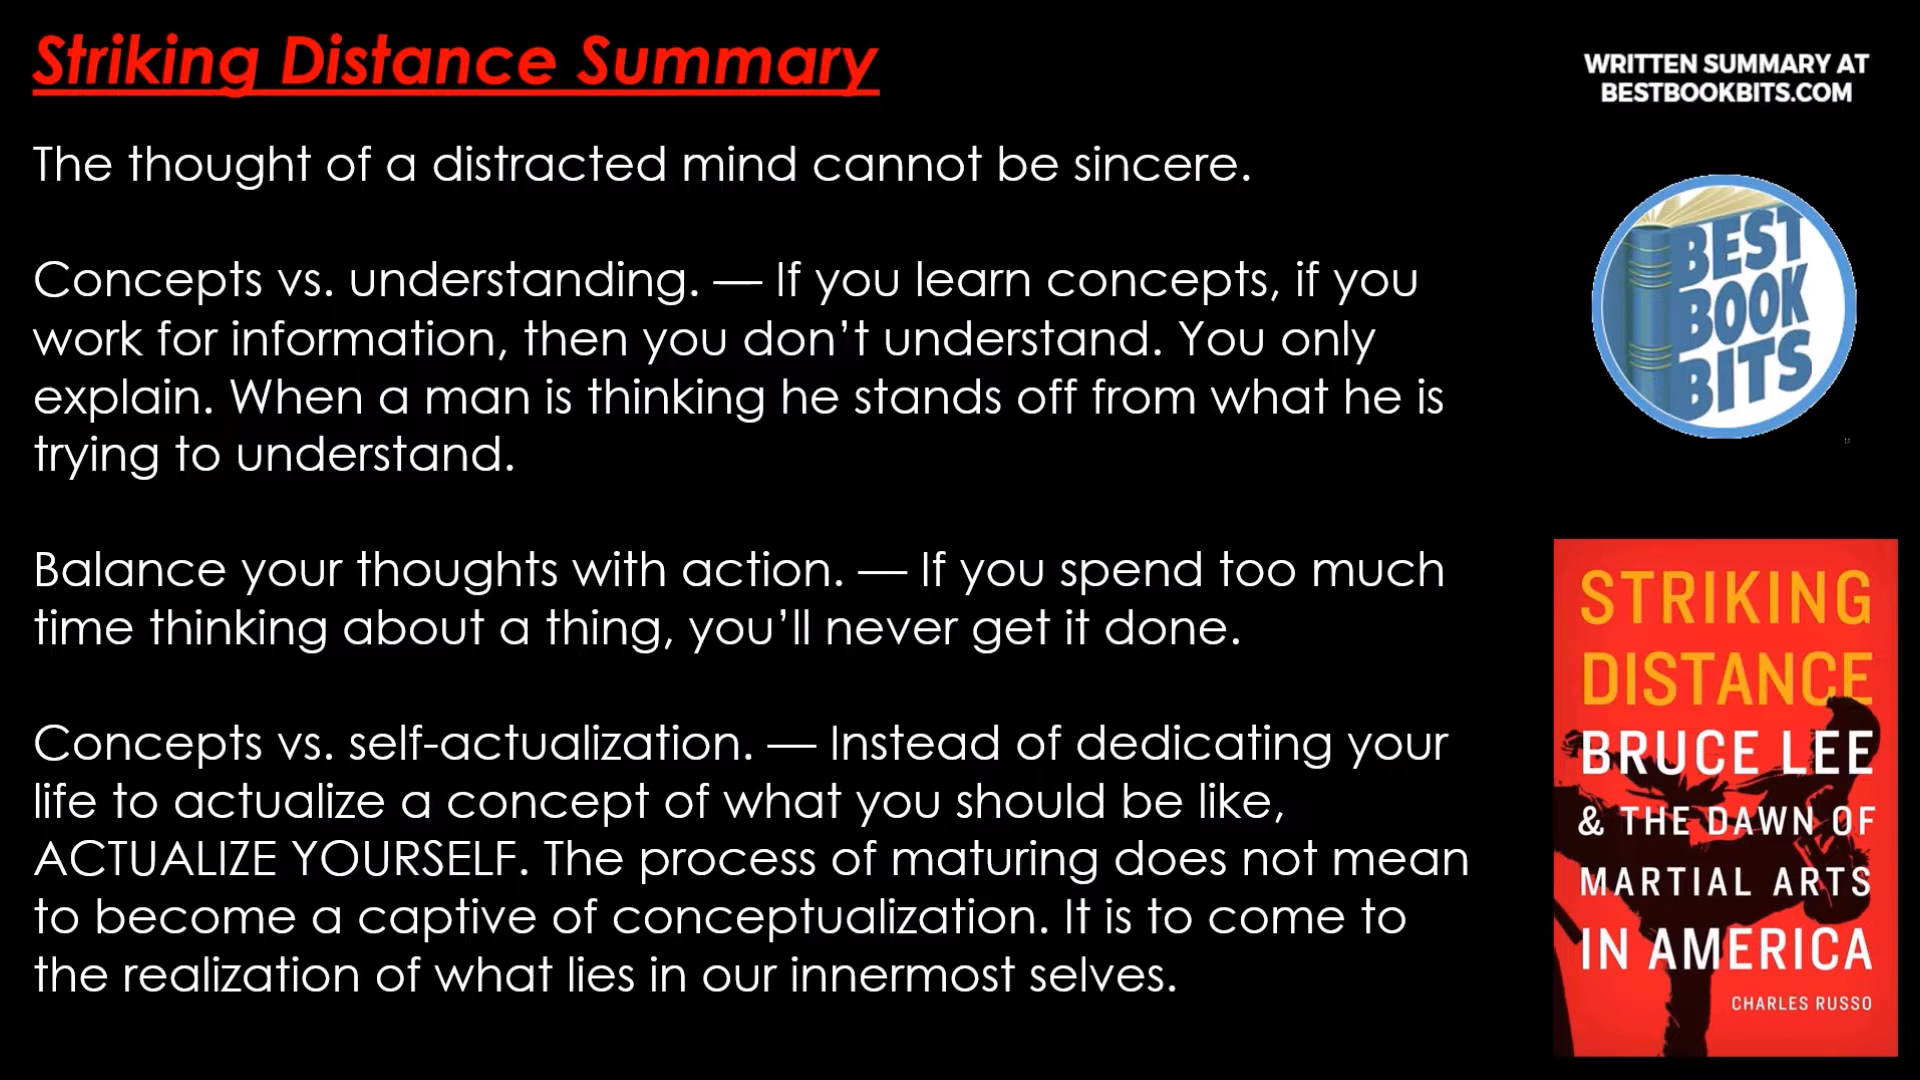 Striking Distance Summary
WRITTEN SUMMARY AT
BESTBOOKBITS.COM
The thought of a distracted mind cannot be sincere.
Concepts vs. understanding. — If you learn concepts, if you
work for information, then you don’t understand. You only
explain. When a man is thinking he stands off from what he is
trying to understand.
Balance your thoughts with action. — If you spend too much
time thinking about a thing, you’ll never get it done.
Concepts vs. self-actualization. — Instead of dedicating your
life to actualize a concept of what you should be like,
ACTUALIZE YOURSELF. The process of maturing does not mean
to become a captive of conceptualization. It is to come to
the realization of what lies in our innermost selves.
BEST
BOOK
BITS
STRIKING
DISTANCE
BRUCE LEE
& THE DAWN OF
MARTIAL ARTS
IN AMERICA
CHARLES RUSSO